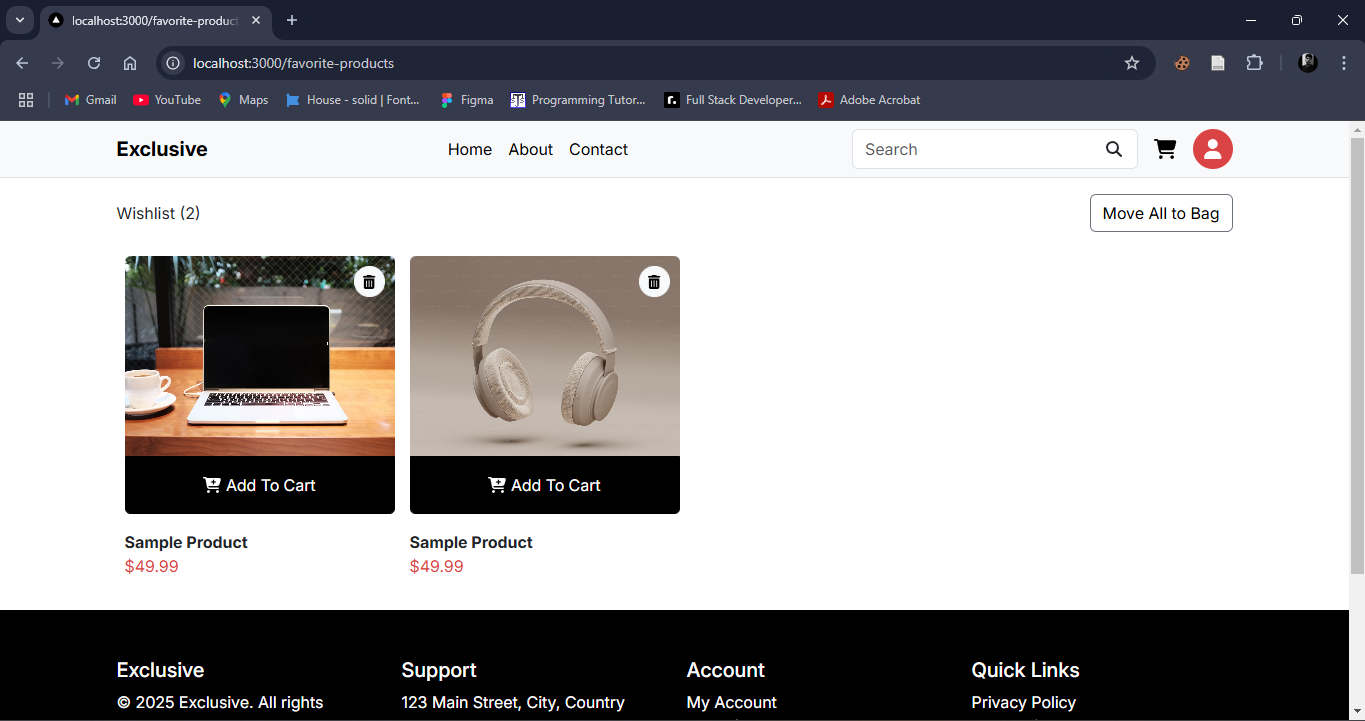 localhost:3000/favorite-product
localhost:3000/favorite-products
Gmail
YouTube
Maps
House - solid | Font...
Figma
Programming Tutor...
Full Stack Developer...
Adobe Acrobat
Exclusive
Home
About
Contact
Search
Wishlist (2)
Move All to Bag
Add To Cart
Add To Cart
Sample Product
Sample Product
$49.99
$49.99
Exclusive
Support
Account
Quick Links
© 2025 Exclusive. All rights
123 Main Street, City, Country
My Account
Privacy Policy